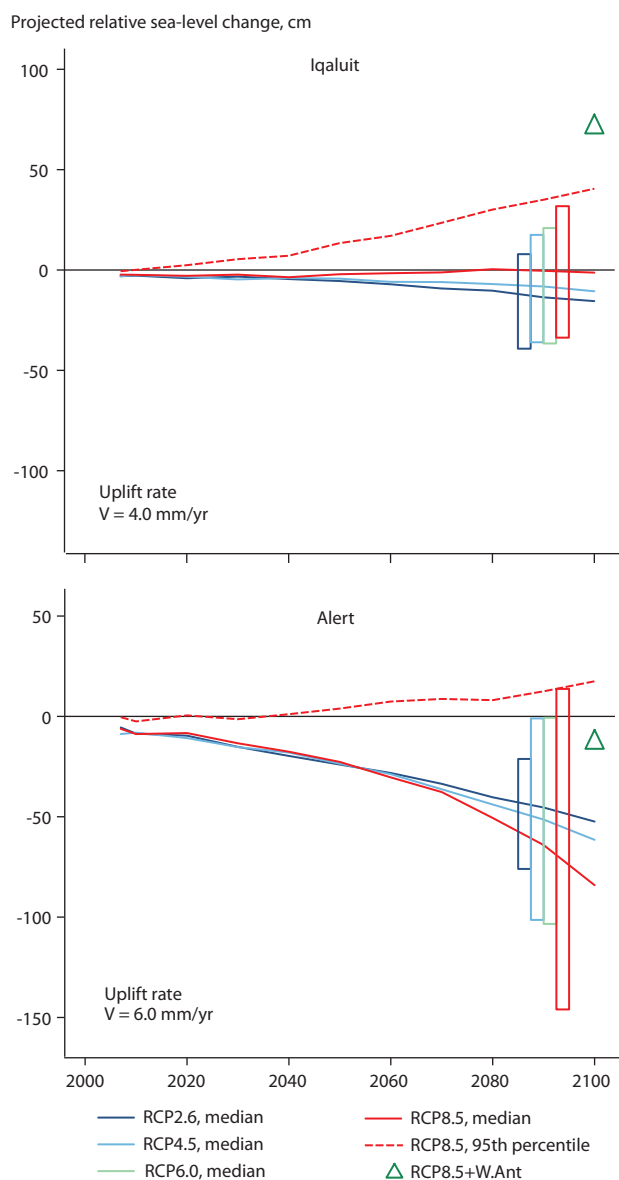 Projected relative sea-level change, cm
Iqaluit
100
50
0
-50
-100
Uplift rate
V = 4.0 mm/yr
Alert
50
0
-50
-100
-150
Uplift rate
V = 6.0 mm/yr
2000 2020 2040 2060 2080 2100
RCP2.6, median
RCP4.5, median
RCP6.0, median
RCP8.5, median
RCP8.5, 95th percentile
RCP8.5+W.Ant